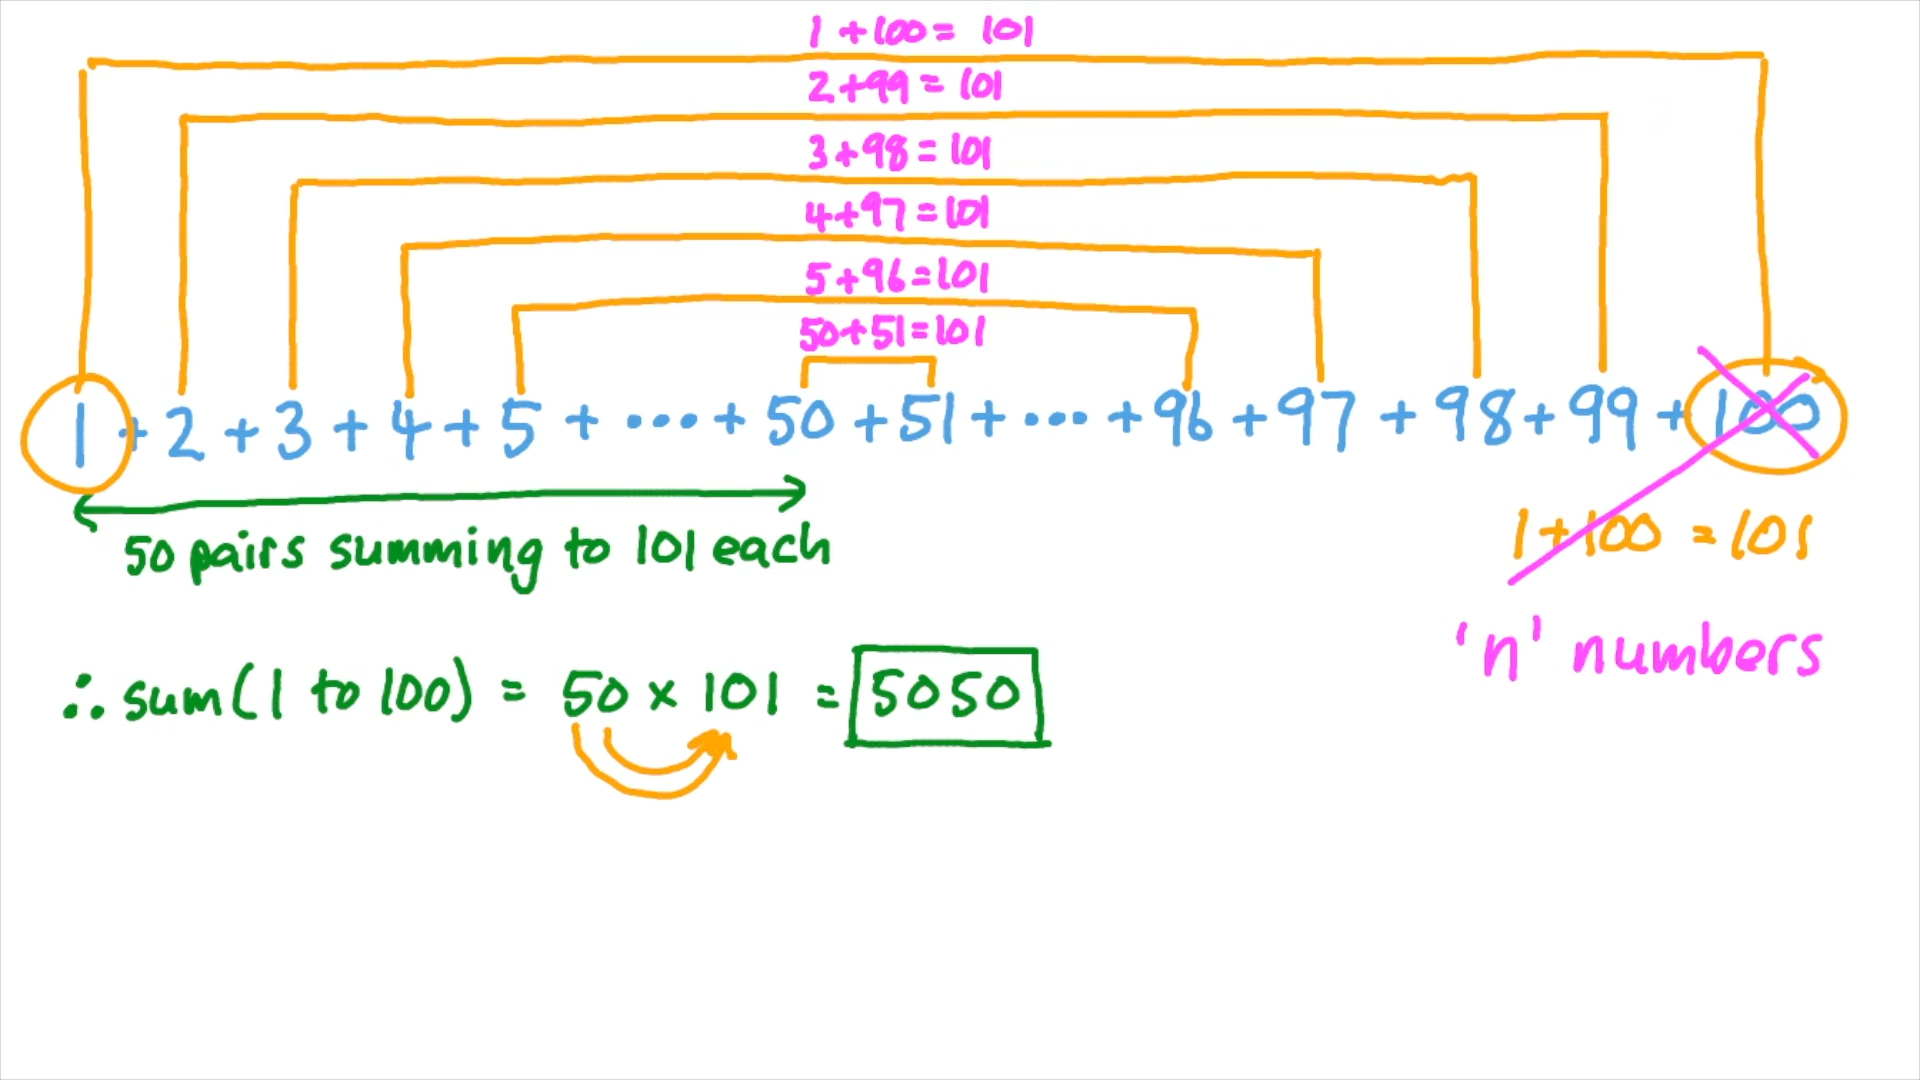 1 + 100 = 101
2 + 99 = 101
3 + 98 = 101
4 + 97 = 101
5 + 96 = 101
50 + 51 = 101
1 + 2 + 3 + 4 + 5 + ... + 50 + 51 + ... + 96 + 97 + 98 + 99 + 100
50 pairs summing to 101 each
1 + 100 = 101
'n' numbers
∴ sum(1 to 100) = 50 x 101 = 5050